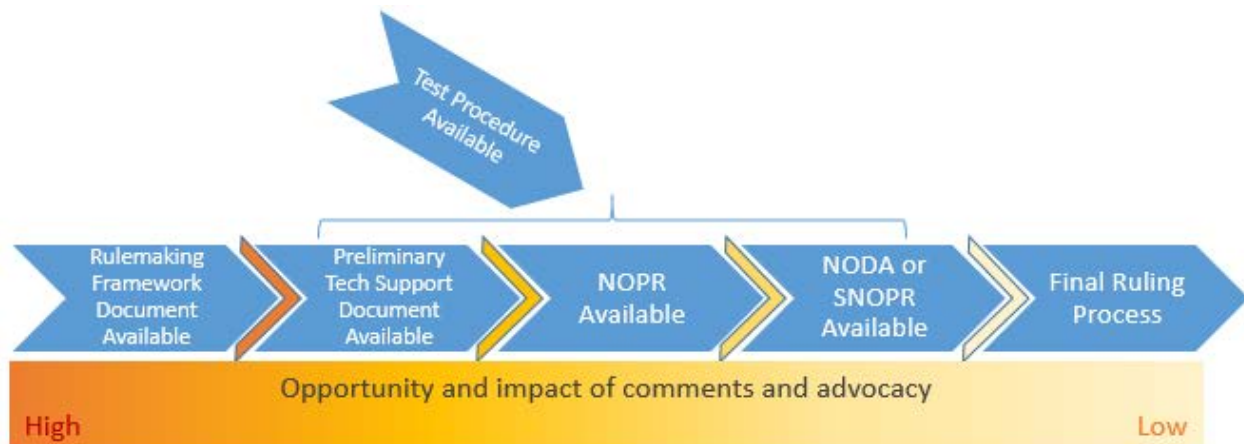 Test Procedure
Available
Rulemaking
Framework
Document
Available
Preliminary
Tech Support
Document
Available
NOPR
Available
NODA or
SNOPR
Available
Final Ruling
Process
Opportunity and impact of comments and advocacy
High
Low